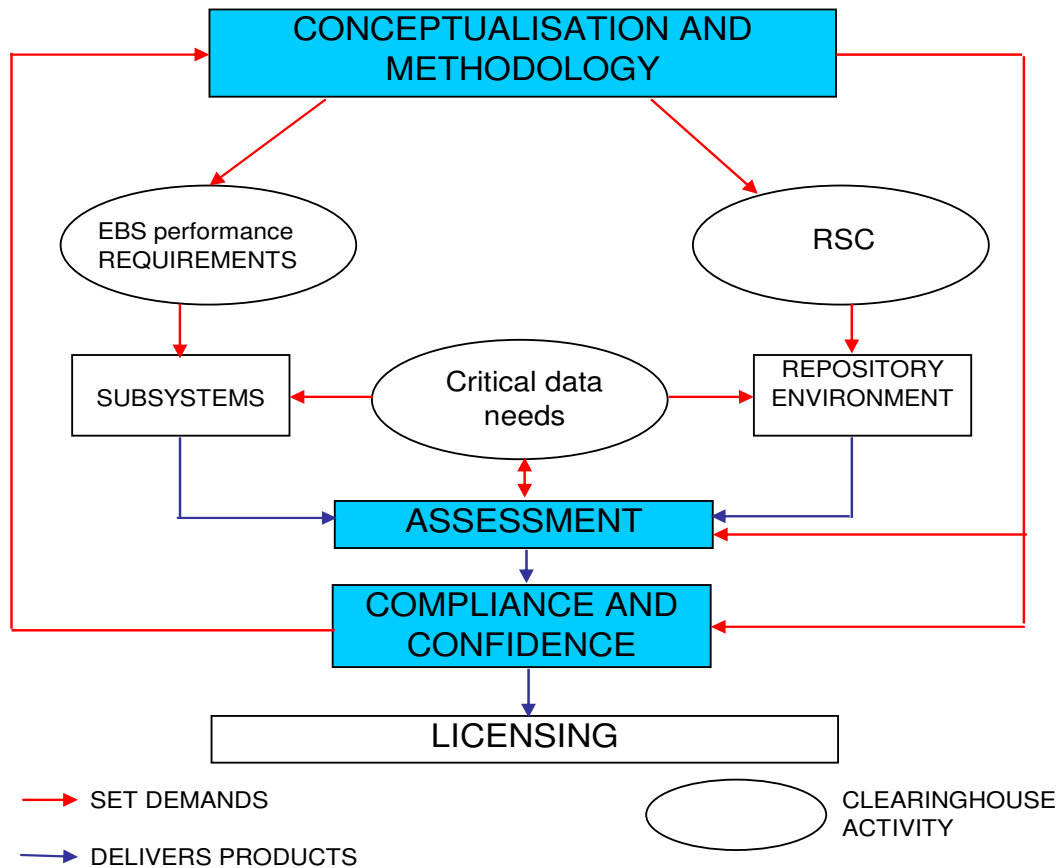 CONCEPTUALISATION AND
METHODOLOGY
EBS performance
REQUIREMENTS
RSC
SUBSYSTEMS
Critical data
needs
REPOSITORY
ENVIRONMENT
ASSESSMENT
COMPLIANCE AND
CONFIDENCE
LICENSING
SET DEMANDS
DELIVERS PRODUCTS
CLEARINGHOUSE
ACTIVITY